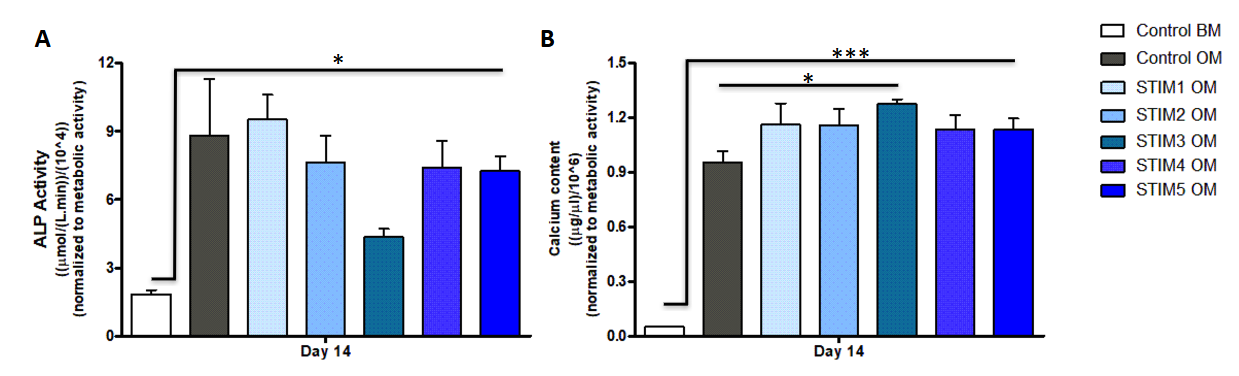 A
ALP Activity
((μmol/(L.min)/(10^4))
(normalized to metabolic activity)
12
9
6
3
0
*
Day 14
B
Calcium content
((μg/μl)/10^6)
(normalized to metabolic activity)
1.5
1.2
0.9
0.6
0.3
0.0
***
*
Day 14
Control BM
Control OM
STIM1 OM
STIM2 OM
STIM3 OM
STIM4 OM
STIM5 OM